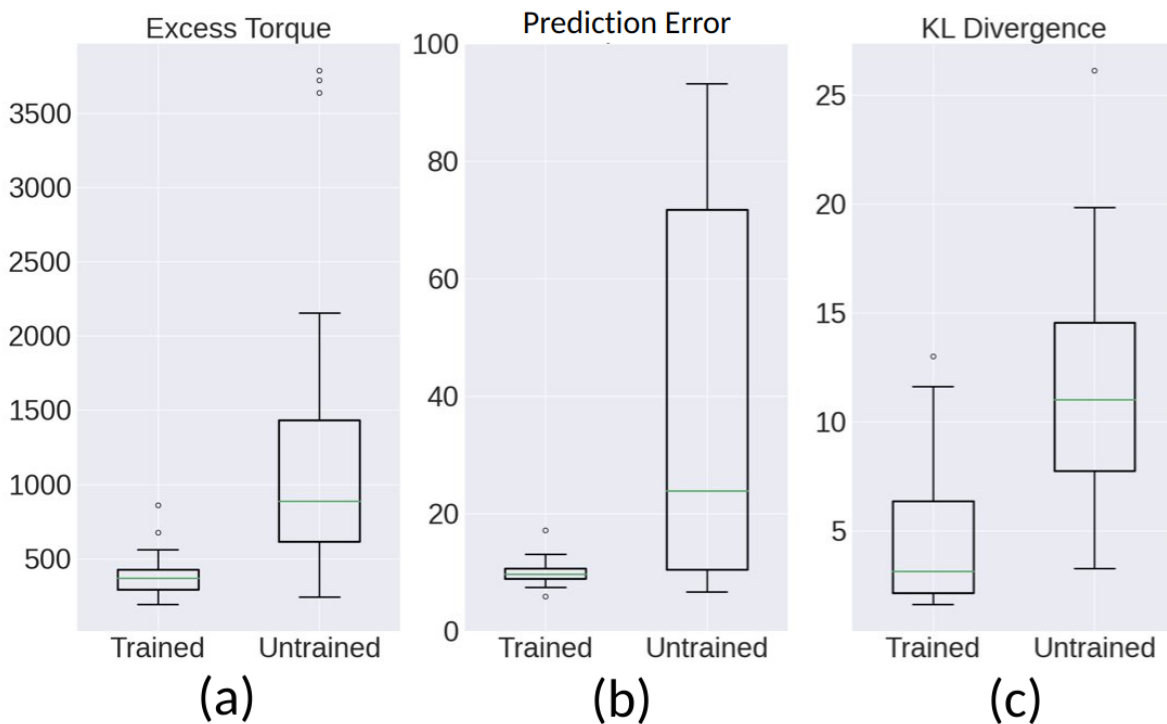 Excess Torque
3500
3000
2500
2000
1500
1000
500
Trained Untrained
(a)
Prediction Error
100
80
60
40
20
0
Trained Untrained
(b)
KL Divergence
25
20
15
10
5
Trained Untrained
(c)